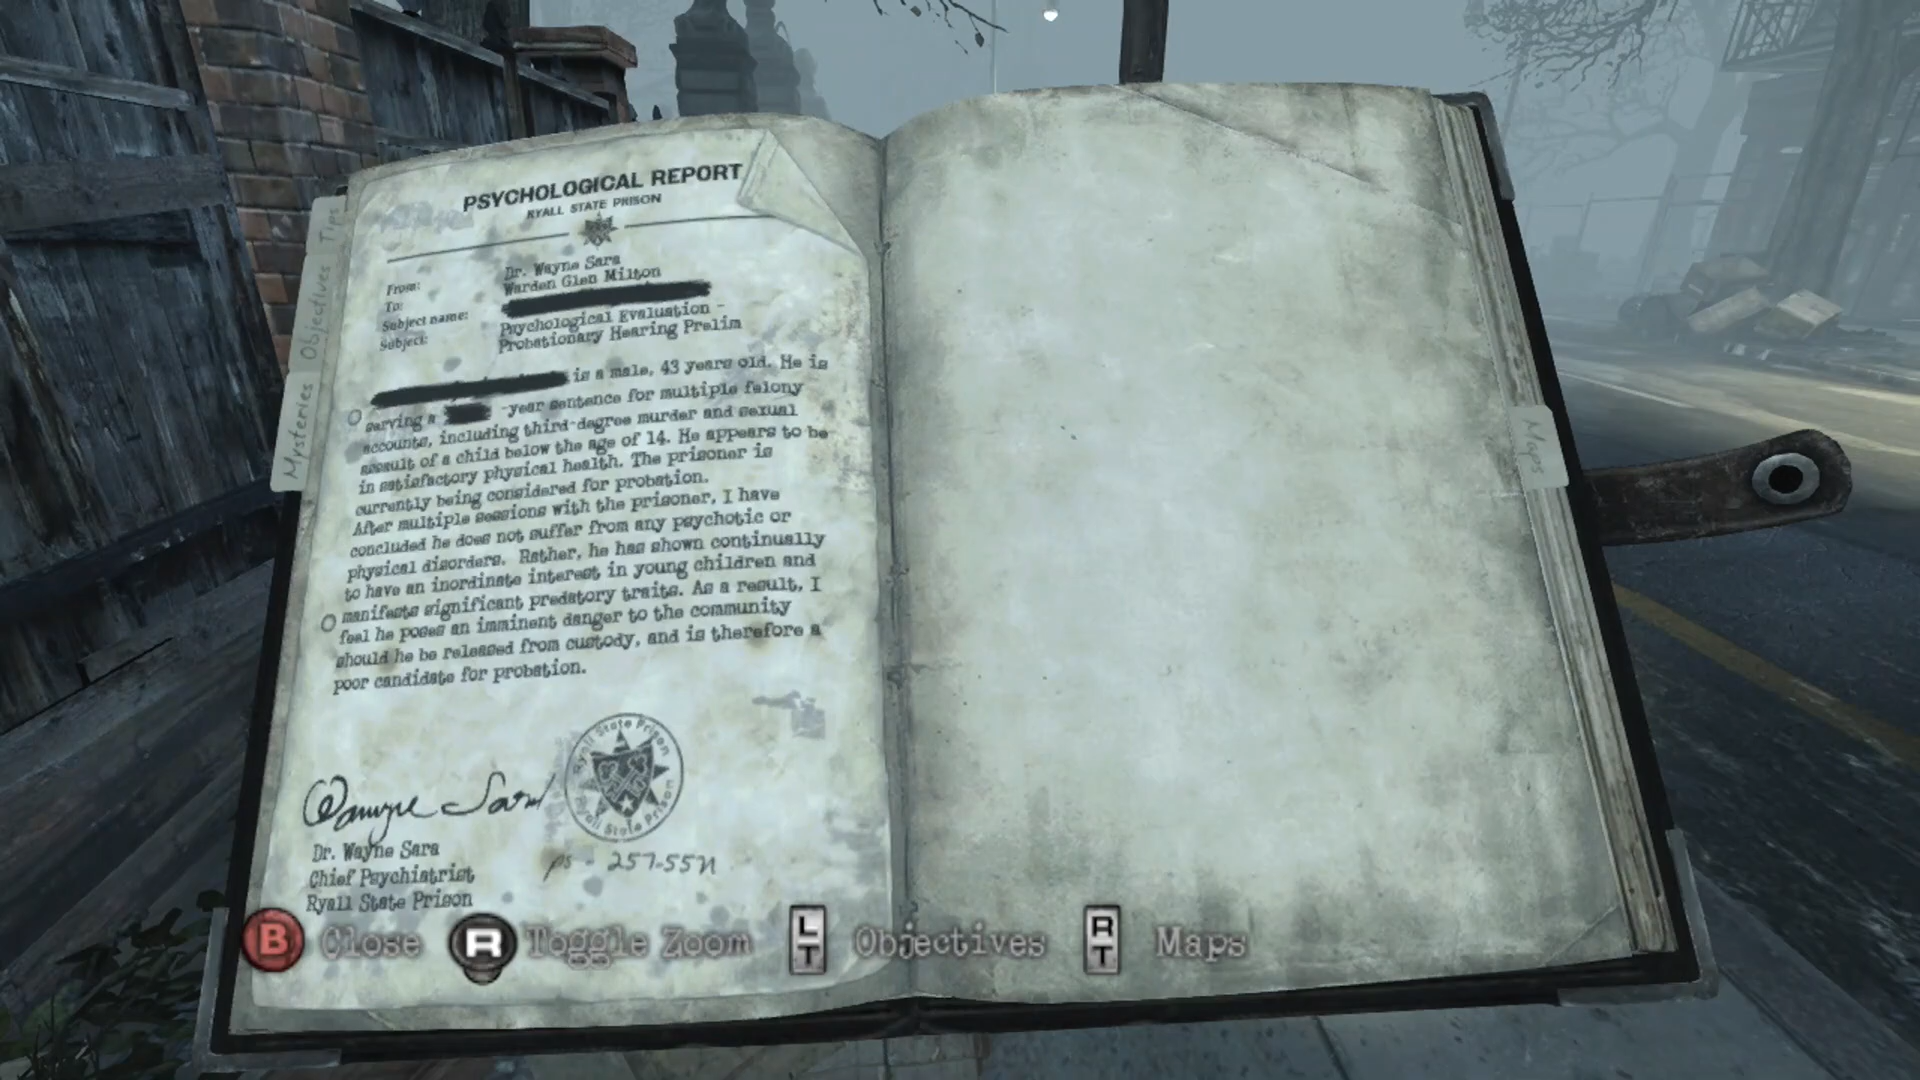 PSYCHOLOGICAL REPORT
RYALL STATE PRISON
From: Dr. Wayne Sara
To: Warden Glen Milton
Subject name:
Subject: Psychological Evaluation -
Probationary Hearing Prelim
is a male, 43 years old. He is
serving a -year sentence for multiple felony
accounts, including third-degree murder and sexual
assault of a child below the age of 14. He appears to be
in satisfactory physical health. The prisoner is
currently being considered for probation.
After multiple sessions with the prisoner, I have
concluded he does not suffer from any psychotic or
physical disorders. Rather, he has shown continually
to have an inordinate interest in young children and
manifests significant predatory traits. As a result, I
feel he poses an imminent danger to the community
should he be released from custody, and is therefore a
poor candidate for probation.
Wayne Sara
Ryall State Prison
Ryall State Prison
Dr. Wayne Sara
Chief Psychiatrist
Ryall State Prison
Tips
Objectives
Mysteries
Maps
B Close R Toggle Zoom LT Objectives RT Maps